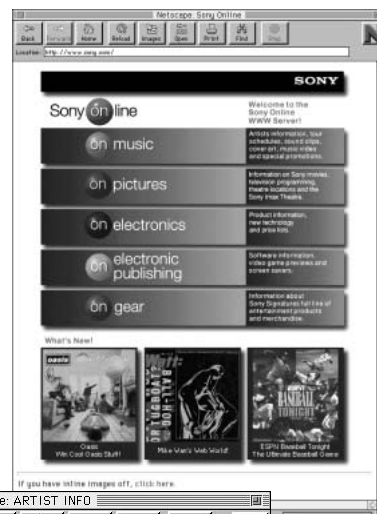 Netscape: Sony Online
Back Forward Home Reload Images Open Print Find Stop
Location: http://www.sony.com/
N
SONY
Sony on line
Welcome to the
Sony Online
WWW Server!
on music
Artists information, tour
schedules, sound clips,
cover art, music video
and special promotions.
on pictures
Information on Sony movies,
television programming,
theatre locations and the
Sony Imax Theatre.
on electronics
Product information,
new technology
and price lists.
on electronic
publishing
Software information,
video game previews and
screen savers.
on gear
Information about
Sony Signatures full line of
entertainment products
and merchandise.
What's New!
oasis
ESPN
BASEBALL
TONIGHT
Oasis
Win Cool Oasis Stuff!
Mike Watt's Web World!
ESPN Baseball Tonight
The Ultimate Baseball Game
If you have inline images off, click here.
e: ARTIST INFO